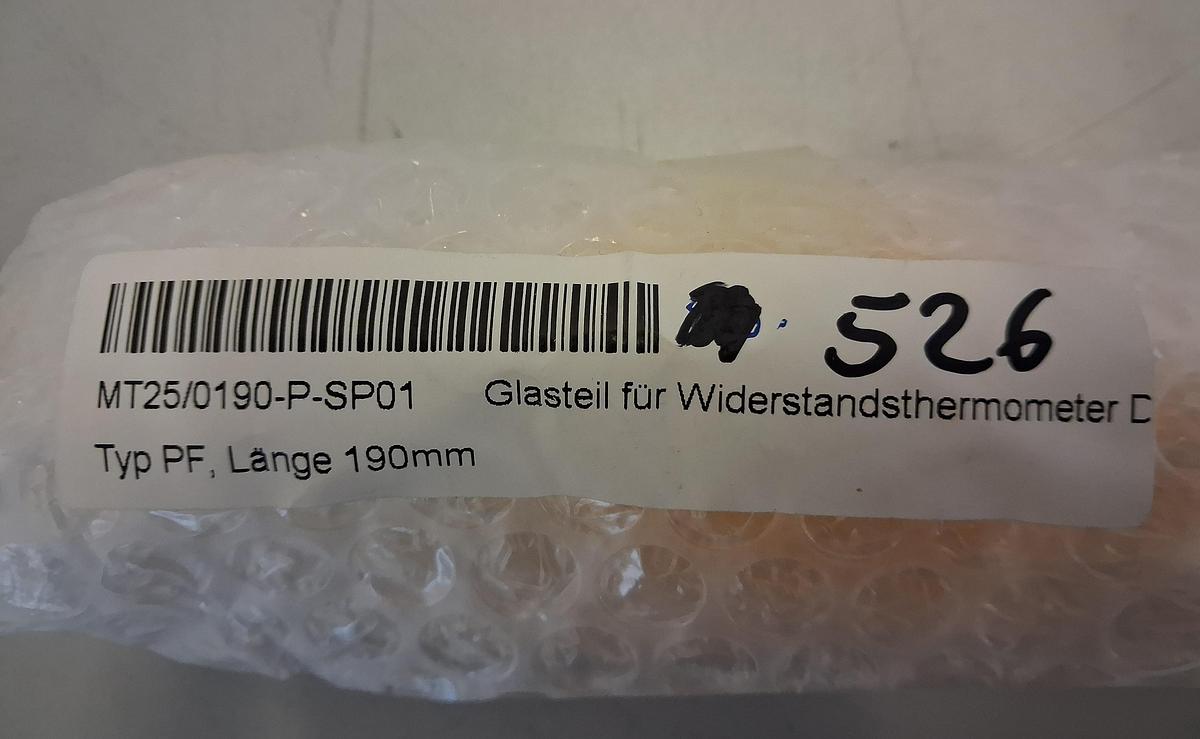 526
MT25/0190-P-SP01 Glasteil für Widerstandsthermometer D
Typ PF, Länge 190mm